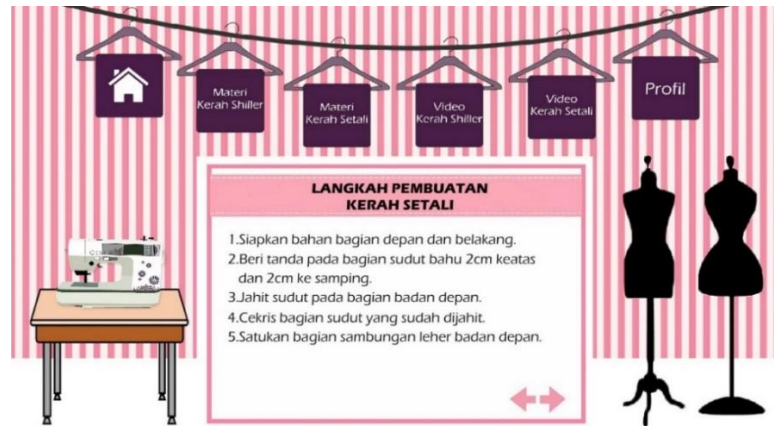 Materi
Kerah Shiller
Materi
Kerah Setali
Video
Kerah Shiller
Video
Kerah Setali
Profil
LANGKAH PEMBUATAN
KERAH SETALI
1.Siapkan bahan bagian depan dan belakang.
2.Beri tanda pada bagian sudut bahu 2cm keatas
dan 2cm ke samping.
3.Jahit sudut pada bagian badan depan.
4.Cekris bagian sudut yang sudah dijahit.
5.Satukan bagian sambungan leher badan depan.